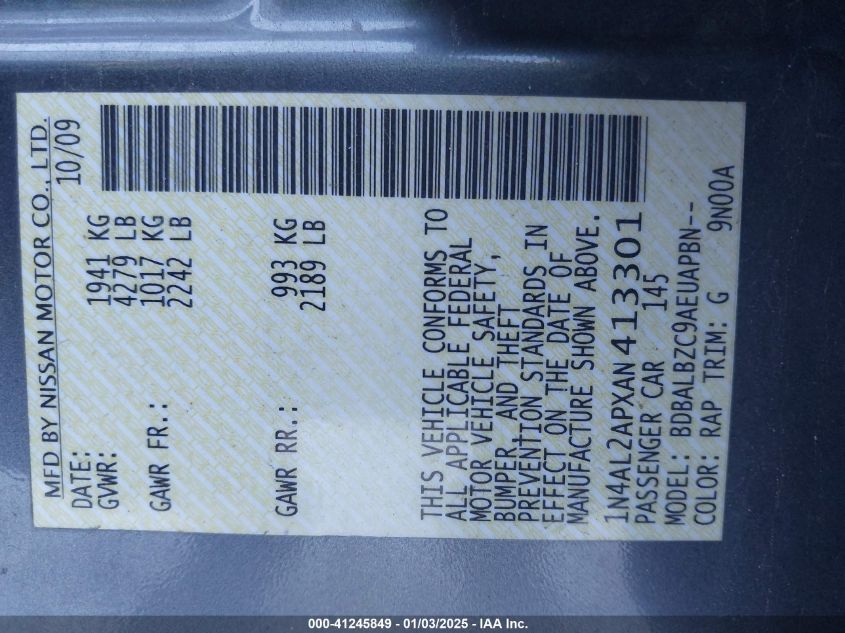 MFD BY NISSAN MOTOR CO., LTD.
DATE: 10/09
GVWR: 1941 KG
4279 LB
GAWR FR.: 1017 KG
2242 LB
GAWR RR.: 993 KG
2189 LB
THIS VEHICLE CONFORMS TO
ALL APPLICABLE FEDERAL
MOTOR VEHICLE SAFETY,
BUMPER, AND THEFT
PREVENTION STANDARDS IN
EFFECT ON THE DATE OF
MANUFACTURE SHOWN ABOVE.
1N4AL2APXAN413301
PASSENGER CAR 145
MODEL: BDBALBZC9AEUAPBN--
COLOR: RAP TRIM: G 9N00A
000-41245849 - 01/03/2025 - IAA Inc.